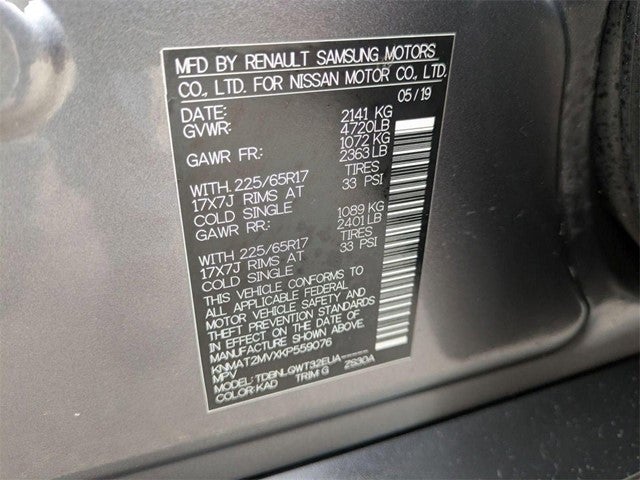 MFD BY RENAULT SAMSUNG MOTORS
CO., LTD. FOR NISSAN MOTOR CO., LTD.
DATE: 05/19
GVWR: 2141 KG
4720LB
GAWR FR: 1072 KG
2363LB
WITH. 225/65R17 TIRES
17X7J RIMS AT 33 PSI
COLD SINGLE
GAWR RR: 1089 KG
2401LB
WITH. 225/65R17 TIRES
17X7J RIMS AT 33 PSI
COLD SINGLE
THIS VEHICLE CONFORMS TO
ALL APPLICABLE FEDERAL
MOTOR VEHICLE SAFETY AND
THEFT PREVENTION STANDARDS
IN EFFECT ON THE DATE OF
MANUFACTURE SHOWN ABOVE.
KNMAT2MVXKP559076
MPV
MODEL: TDBNLGWT32EUA-----
COLOR: KAD TRIM: G ZS30A